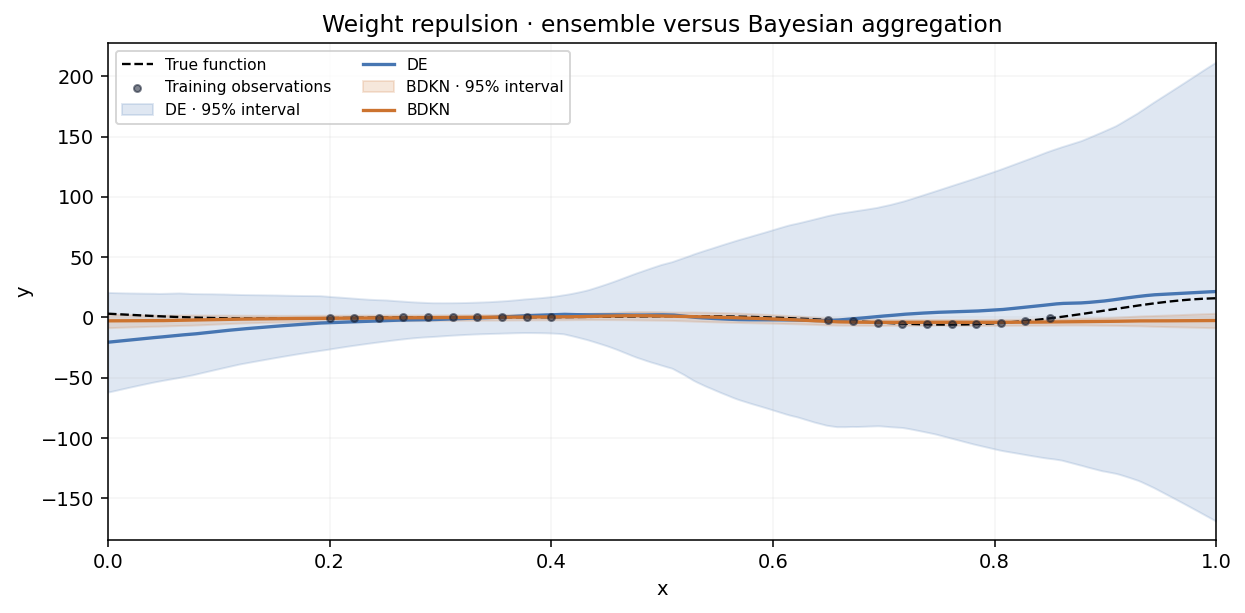 Weight repulsion · ensemble versus Bayesian aggregation
True function
Training observations
DE · 95% interval
DE
BDKN · 95% interval
BDKN
y
200
150
100
50
0
−50
−100
−150
0.0 0.2 0.4 0.6 0.8 1.0
x